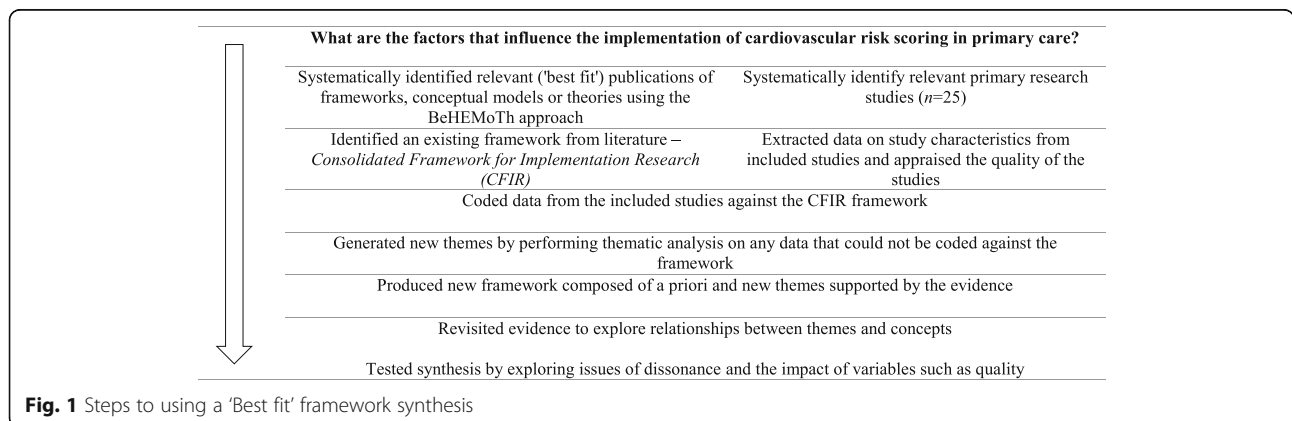 What are the factors that influence the implementation of cardiovascular risk scoring in primary care?
Systematically identified relevant ('best fit') publications of
frameworks, conceptual models or theories using the
BeHEMoTh approach
Systematically identify relevant primary research
studies (n=25)
Identified an existing framework from literature –
Consolidated Framework for Implementation Research
(CFIR)
Extracted data on study characteristics from
included studies and appraised the quality of the
studies
Coded data from the included studies against the CFIR framework
Generated new themes by performing thematic analysis on any data that could not be coded against the
framework
Produced new framework composed of a priori and new themes supported by the evidence
Revisited evidence to explore relationships between themes and concepts
Tested synthesis by exploring issues of dissonance and the impact of variables such as quality
Fig. 1 Steps to using a 'Best fit' framework synthesis